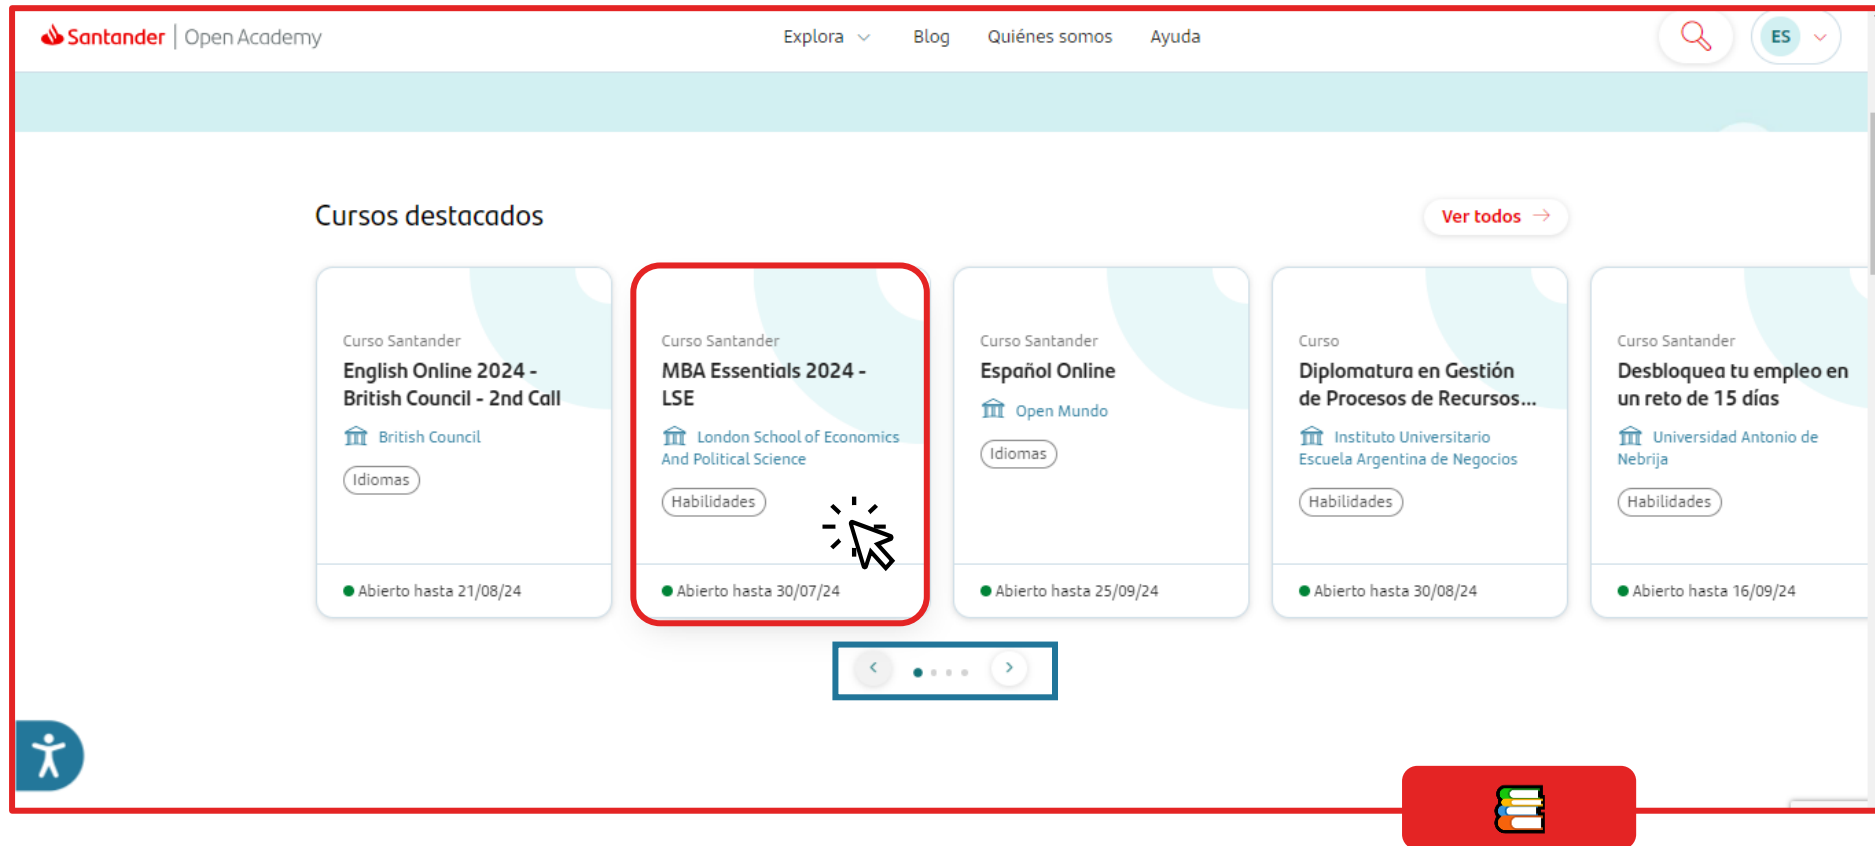 Santander | Open Academy
Explora
Blog
Quiénes somos
Ayuda
ES
Cursos destacados
Ver todos
Curso Santander
English Online 2024 -
British Council - 2nd Call
British Council
Idiomas
Abierto hasta 21/08/24
Curso Santander
MBA Essentials 2024 -
LSE
London School of Economics
And Political Science
Habilidades
Abierto hasta 30/07/24
Curso Santander
Español Online
Open Mundo
Idiomas
Abierto hasta 25/09/24
Curso
Diplomatura en Gestión
de Procesos de Recursos...
Instituto Universitario
Escuela Argentina de Negocios
Habilidades
Abierto hasta 30/08/24
Curso Santander
Desbloquea tu empleo en
un reto de 15 días
Universidad Antonio de
Nebrija
Habilidades
Abierto hasta 16/09/24